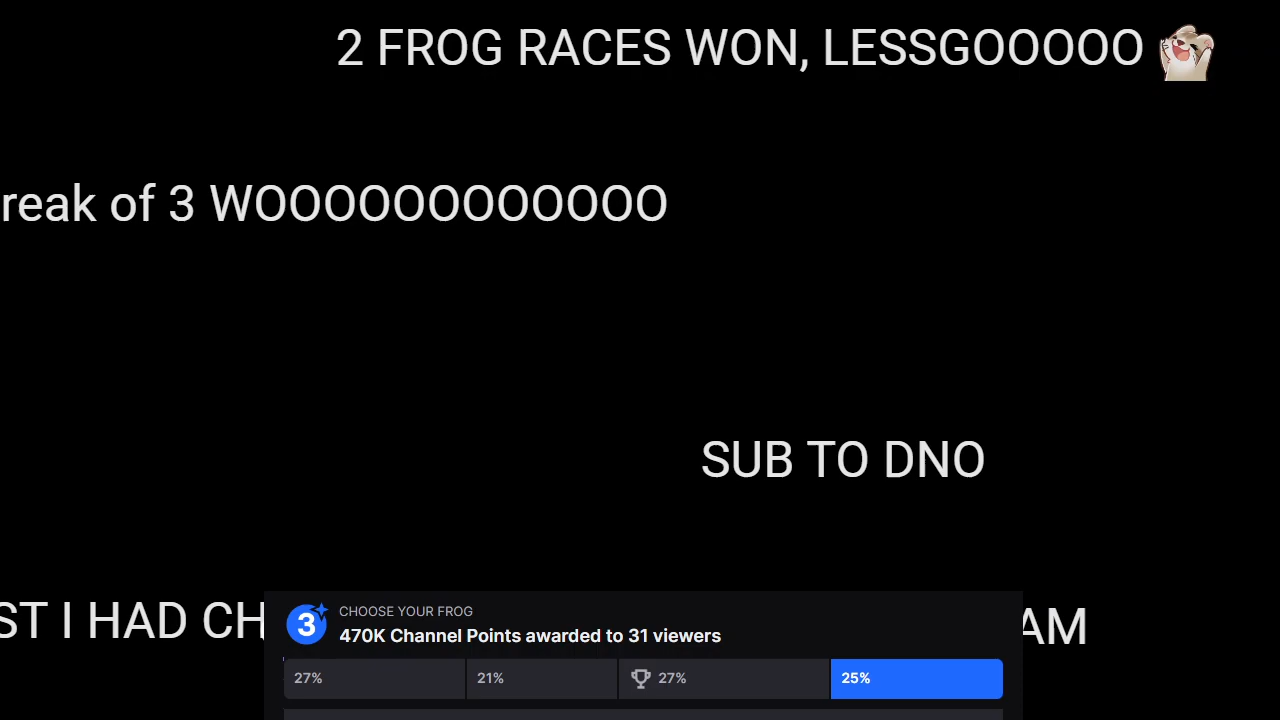 2 FROG RACES WON, LESSGOOOOO
reak of 3 WOOOOOOOOOOOO
SUB TO DNO
ST I HAD CH
AM
3
CHOOSE YOUR FROG
470K Channel Points awarded to 31 viewers
27%
21%
27%
25%